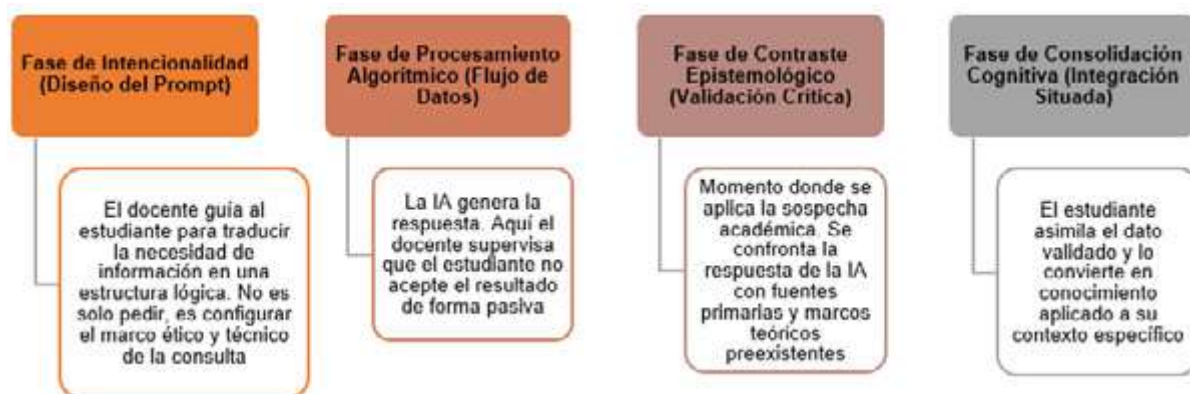 Fase de Intencionalidad
(Diseño del Prompt)
El docente guía al
estudiante para traducir
la necesidad de
información en una
estructura lógica. No es
solo pedir, es configurar
el marco ético y técnico
de la consulta
Fase de Procesamiento
Algorítmico (Flujo de
Datos)
La IA genera la
respuesta. Aquí el
docente supervisa
que el estudiante no
acepte el resultado
de forma pasiva
Fase de Contraste
Epistemológico
(Validación Crítica)
Momento donde se
aplica la sospecha
académica. Se
confronta la
respuesta de la IA
con fuentes
primarias y marcos
teóricos
preexistentes
Fase de Consolidación
Cognitiva (Integración
Situada)
El estudiante
asimila el dato
validado y lo
convierte en
conocimiento
aplicado a su
contexto específico